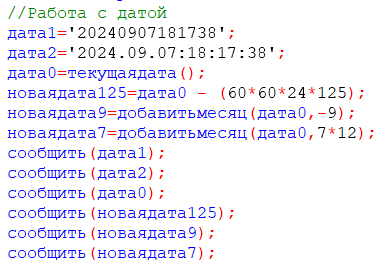 //Работа с датой
дата1='20240907181738';
дата2='2024.09.07:18:17:38';
дата0=текущаядата();
новаядата125=дата0 - (60*60*24*125);
новаядата9=добавитьмесяц(дата0,-9);
новаядата7=добавитьмесяц(дата0,7*12);
сообщить(дата1);
сообщить(дата2);
сообщить(дата0);
сообщить(новаядата125);
сообщить(новаядата9);
сообщить(новаядата7);